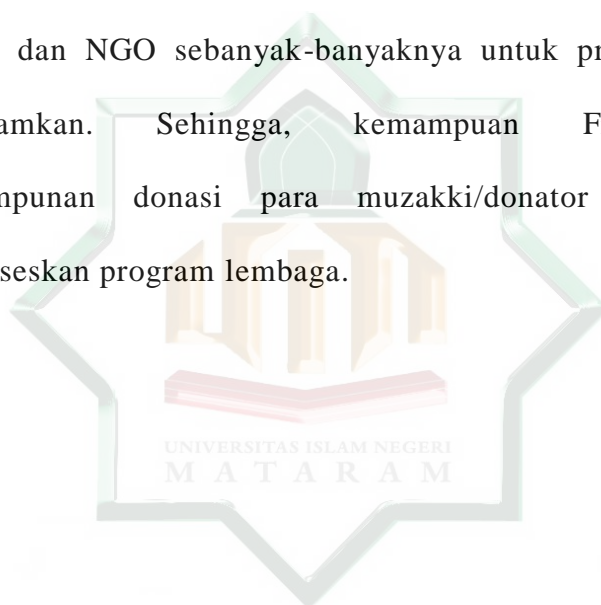 dan NGO sebanyak-banyaknya untuk pr
amkan. Sehingga, kemampuan F
mpunan donasi para muzakki/donator
seskan program lembaga.
UNIVERSITAS ISLAM NEGERI
MATARAM